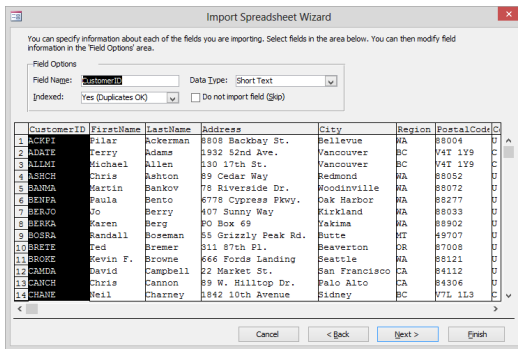 Import Spreadsheet Wizard
You can specify information about each of the fields you are importing. Select fields in the area below. You can then modify field
information in the 'Field Options' area.
Field Options
Field Name: CustomerID Data Type: Short Text
Indexed: Yes (Duplicates OK) Do not import field (Skip)
CustomerID FirstName LastName Address City Region PostalCode
1 ACKPI Pilar Ackerman 8808 Backbay St. Bellevue WA 88004 U
2 ADATE Terry Adams 1932 52nd Ave. Vancouver BC V4T 1Y9 C
3 ALLMI Michael Allen 130 17th St. Vancouver BC V4T 1Y9 C
4 ASHCH Chris Ashton 89 Cedar Way Redmond WA 88052 U
5 BANMA Martin Bankov 78 Riverside Dr. Woodinville WA 88072 U
6 BENPA Paula Bento 6778 Cypress Pkwy. Oak Harbor WA 88277 U
7 BERJO Jo Berry 407 Sunny Way Kirkland WA 88033 U
8 BERKA Karen Berg PO Box 69 Yakima WA 88902 U
9 BOSRA Randall Boseman 55 Grizzly Peak Rd. Butte MT 49707 U
10 BRETE Ted Bremer 311 87th Pl. Beaverton OR 87008 U
11 BROKE Kevin F. Browne 666 Fords Landing Seattle WA 88121 U
12 CAMDA David Campbell 22 Market St. San Francisco CA 84112 U
13 CANCH Chris Cannon 89 W. Hilltop Dr. Palo Alto CA 84306 U
14 CHANE Neil Charney 1842 10th Avenue Sidney BC V7L 1L3 C
Cancel < Back Next > Finish